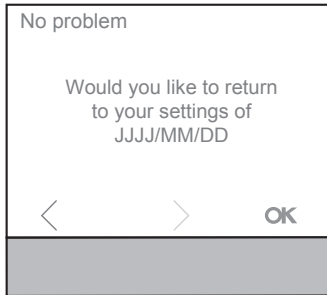 No problem
Would you like to return
to your settings of
JJJJ/MM/DD
OK